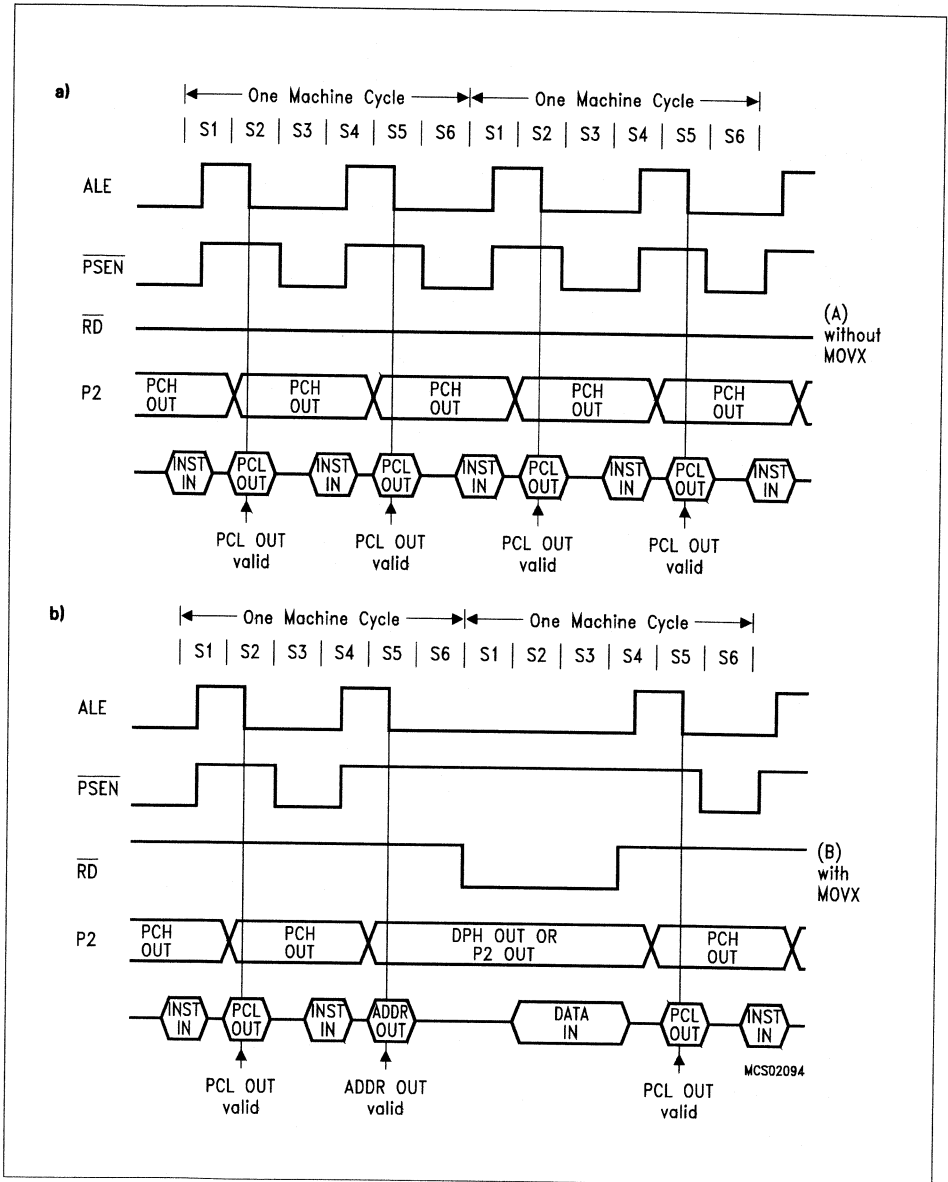 a)
One Machine Cycle One Machine Cycle
S1 S2 S3 S4 S5 S6 S1 S2 S3 S4 S5 S6
ALE
PSEN
RD
(A)
without
MOVX
P2
PCH
OUT
PCH
OUT
PCH
OUT
PCH
OUT
PCH
OUT
INST
IN
PCL
OUT
INST
IN
PCL
OUT
INST
IN
PCL
OUT
INST
IN
PCL
OUT
INST
IN
PCL OUT
valid
PCL OUT
valid
PCL OUT
valid
PCL OUT
valid
b)
One Machine Cycle One Machine Cycle
S1 S2 S3 S4 S5 S6 S1 S2 S3 S4 S5 S6
ALE
PSEN
RD
(B)
with
MOVX
P2
PCH
OUT
PCH
OUT
DPH OUT OR
P2 OUT
PCH
OUT
INST
IN
PCL
OUT
INST
IN
ADDR
OUT
DATA
IN
PCL
OUT
INST
IN
MCS02094
PCL OUT
valid
ADDR OUT
valid
PCL OUT
valid